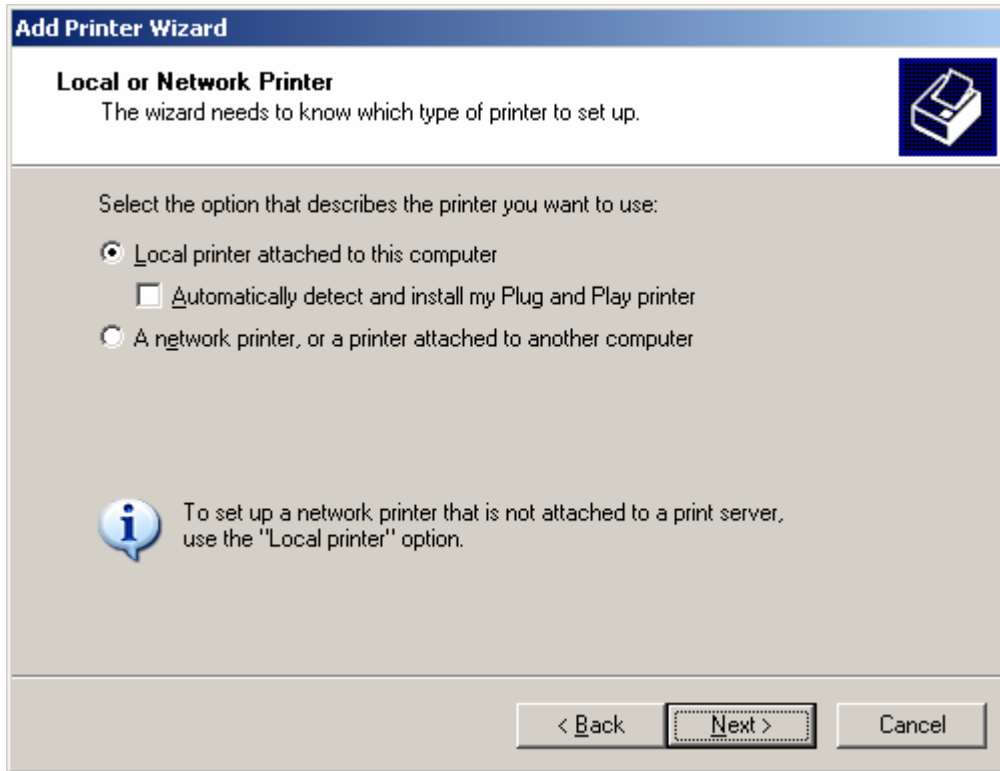 Add Printer Wizard
Local or Network Printer
The wizard needs to know which type of printer to set up.
Select the option that describes the printer you want to use:
Local printer attached to this computer
Automatically detect and install my Plug and Play printer
A network printer, or a printer attached to another computer
To set up a network printer that is not attached to a print server,
use the "Local printer" option.
< Back
Next >
Cancel